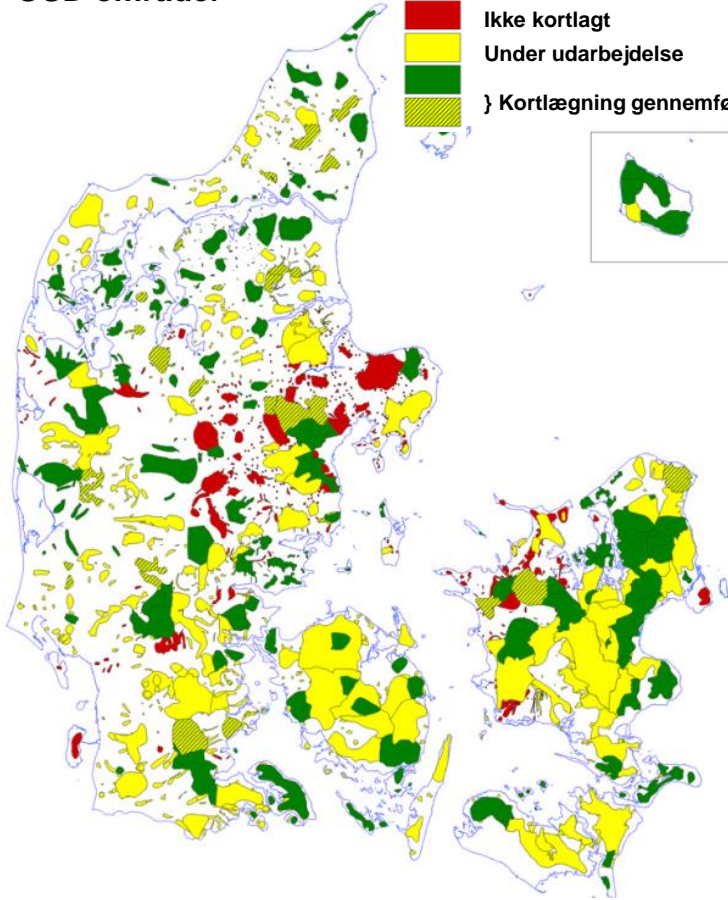 Ikke kortlagt
Under udarbejdelse
} Kortlægning gennemfø